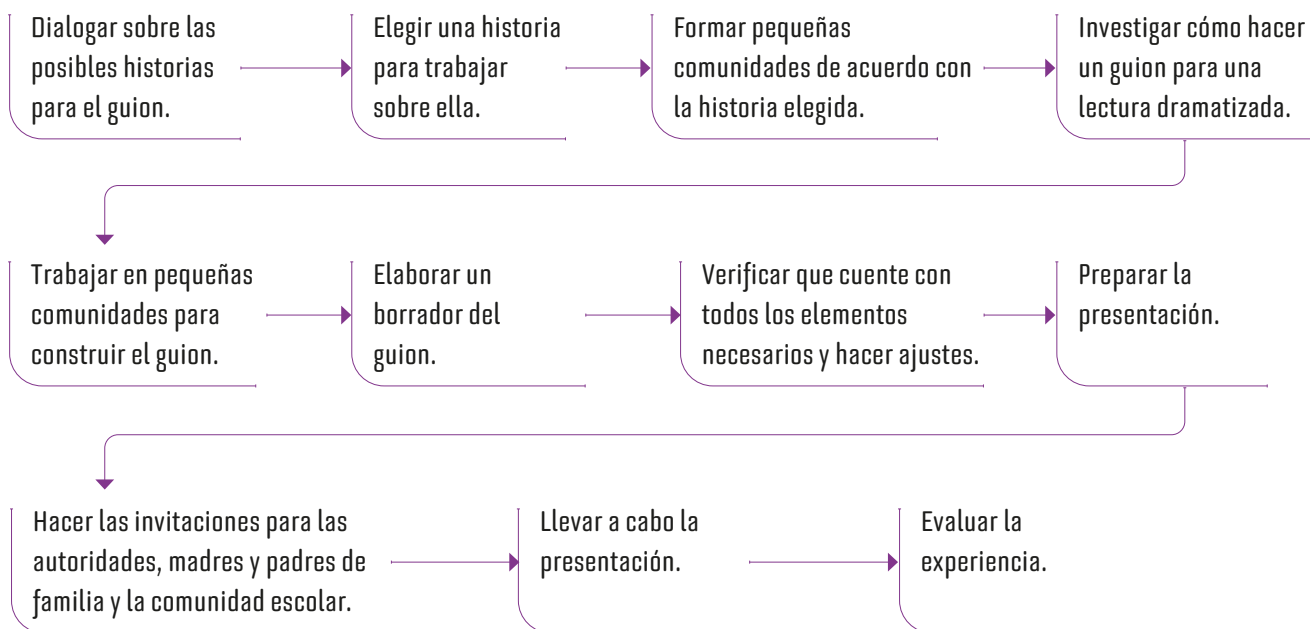 Dialogar sobre las
posibles historias
para el guion.
Elegir una historia
para trabajar
sobre ella.
Formar pequeñas
comunidades de acuerdo con
la historia elegida.
Investigar cómo hacer
un guion para una
lectura dramatizada.
Trabajar en pequeñas
comunidades para
construir el guion.
Elaborar un
borrador del
guion.
Verificar que cuente con
todos los elementos
necesarios y hacer ajustes.
Preparar la
presentación.
Hacer las invitaciones para las
autoridades, madres y padres de
familia y la comunidad escolar.
Llevar a cabo la
presentación.
Evaluar la
experiencia.